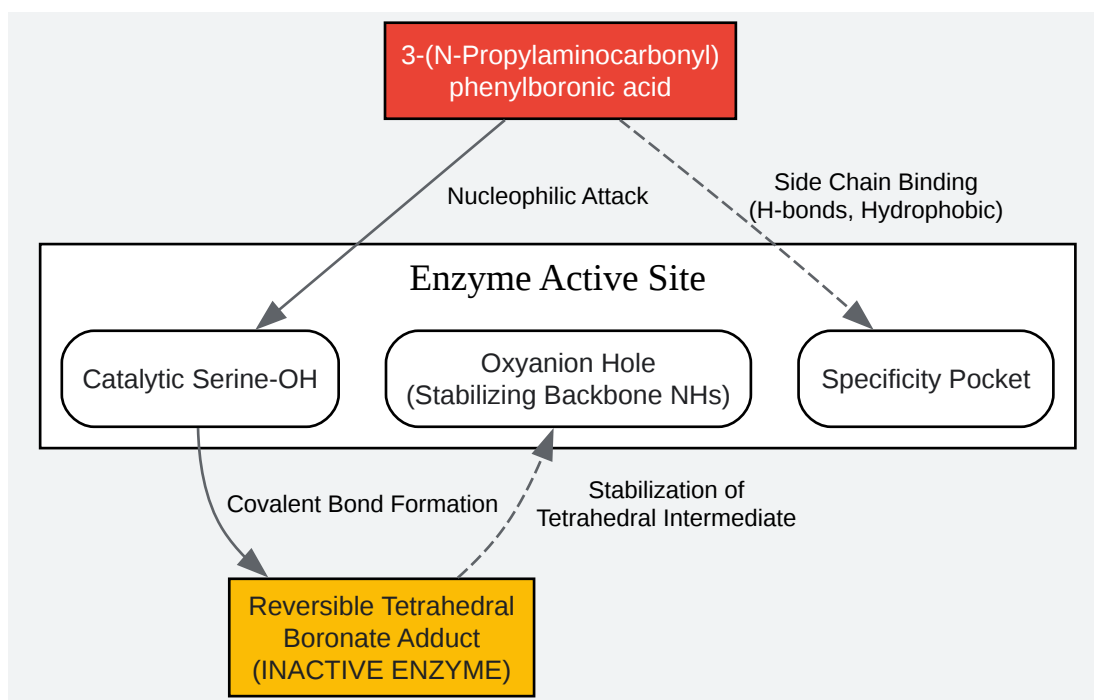 3-(N-Propylaminocarbonyl)
phenylboronic acid
Nucleophilic Attack
Side Chain Binding
(H-bonds, Hydrophobic)
Enzyme Active Site
Catalytic Serine-OH
Oxyanion Hole
(Stabilizing Backbone NHs)
Specificity Pocket
Covalent Bond Formation
Stabilization of
Tetrahedral Intermediate
Reversible Tetrahedral
Boronate Adduct
(INACTIVE ENZYME)